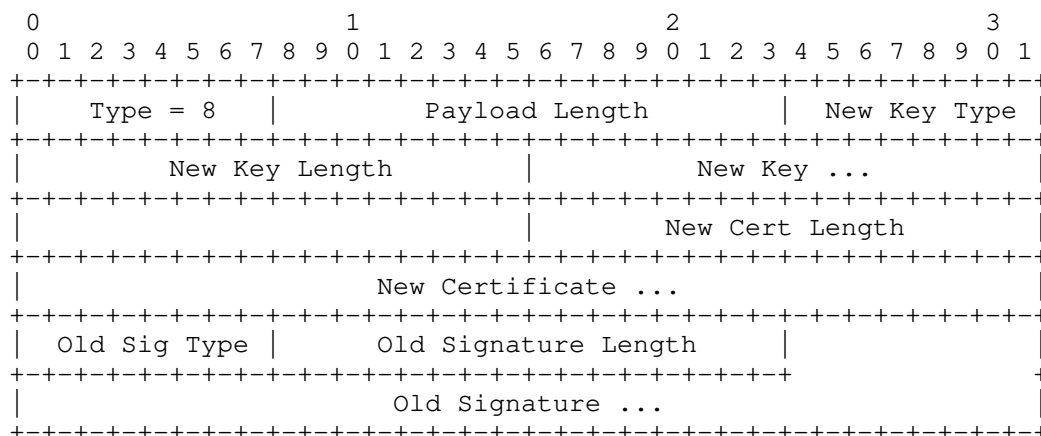 0                   1                   2                   3
0 1 2 3 4 5 6 7 8 9 0 1 2 3 4 5 6 7 8 9 0 1 2 3 4 5 6 7 8 9 0 1
+-+-+-+-+-+-+-+-+-+-+-+-+-+-+-+-+-+-+-+-+-+-+-+-+-+-+-+-+-+-+-+-+
|    Type = 8   |         Payload Length        |  New Key Type |
+-+-+-+-+-+-+-+-+-+-+-+-+-+-+-+-+-+-+-+-+-+-+-+-+-+-+-+-+-+-+-+-+
|         New Key Length        |          New Key ...          |
+-+-+-+-+-+-+-+-+-+-+-+-+-+-+-+-+-+-+-+-+-+-+-+-+-+-+-+-+-+-+-+-+
|                               |        New Cert Length        |
+-+-+-+-+-+-+-+-+-+-+-+-+-+-+-+-+-+-+-+-+-+-+-+-+-+-+-+-+-+-+-+-+
|                      New Certificate ...                      |
+-+-+-+-+-+-+-+-+-+-+-+-+-+-+-+-+-+-+-+-+-+-+-+-+-+-+-+-+-+-+-+-+
|  Old Sig Type |      Old Signature Length     |               |
+-+-+-+-+-+-+-+-+-+-+-+-+-+-+-+-+-+-+-+-+-+-+-+-+               +
|                       Old Signature ...                       |
+-+-+-+-+-+-+-+-+-+-+-+-+-+-+-+-+-+-+-+-+-+-+-+-+-+-+-+-+-+-+-+-+